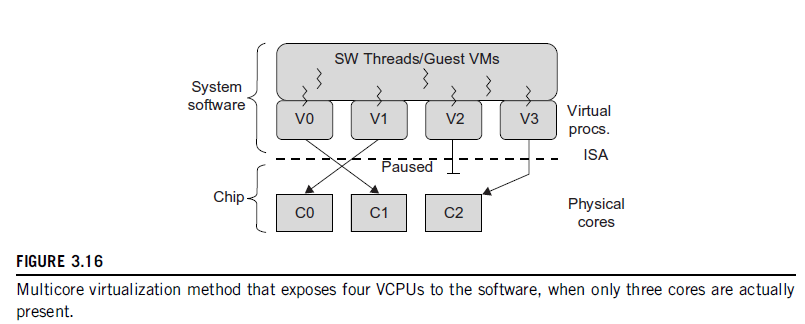 SW Threads/Guest VMs
System
software
V0
V1
V2
V3
Virtual
procs.
ISA
Paused
Chip
C0
C1
C2
Physical
cores
FIGURE 3.16
Multicore virtualization method that exposes four VCPUs to the software, when only three cores are actually
present.